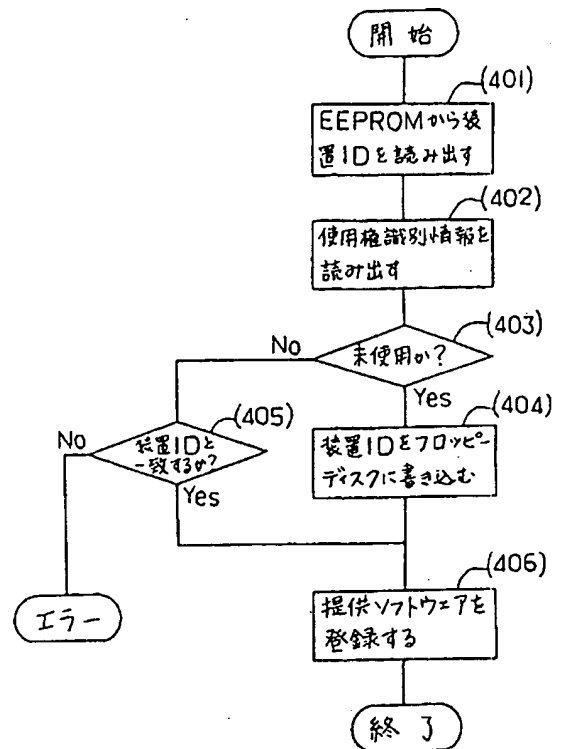 開始
(401)
EEPROMから装
置IDを読み出す
(402)
使用権識別情報を
読み出す
(403)
未使用か?
No
Yes
(404)
装置IDをフロッピー
ディスクに書き込む
(405)
装置IDと
一致するか?
No
Yes
(406)
提供ソフトウェアを
登録する
エラー
終了